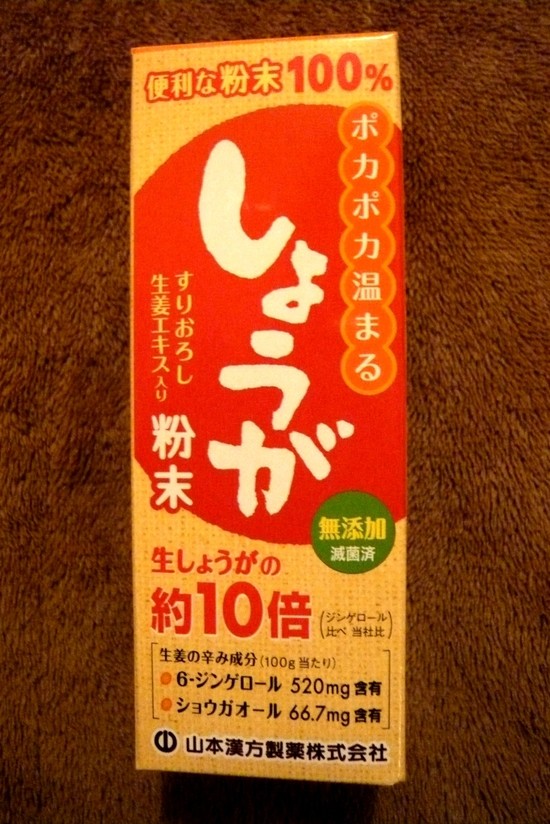 便利な粉末100%
ポカポカ温まる
しょうが
すりおろし
生姜エキス入り
粉末
無添加
滅菌済
生しょうがの
約10倍
(ジンゲロール
比べ 当社比)
生姜の辛み成分(100g当たり)
●6-ジンゲロール 520mg含有
●ショウガオール 66.7mg含有
山本漢方製薬株式会社